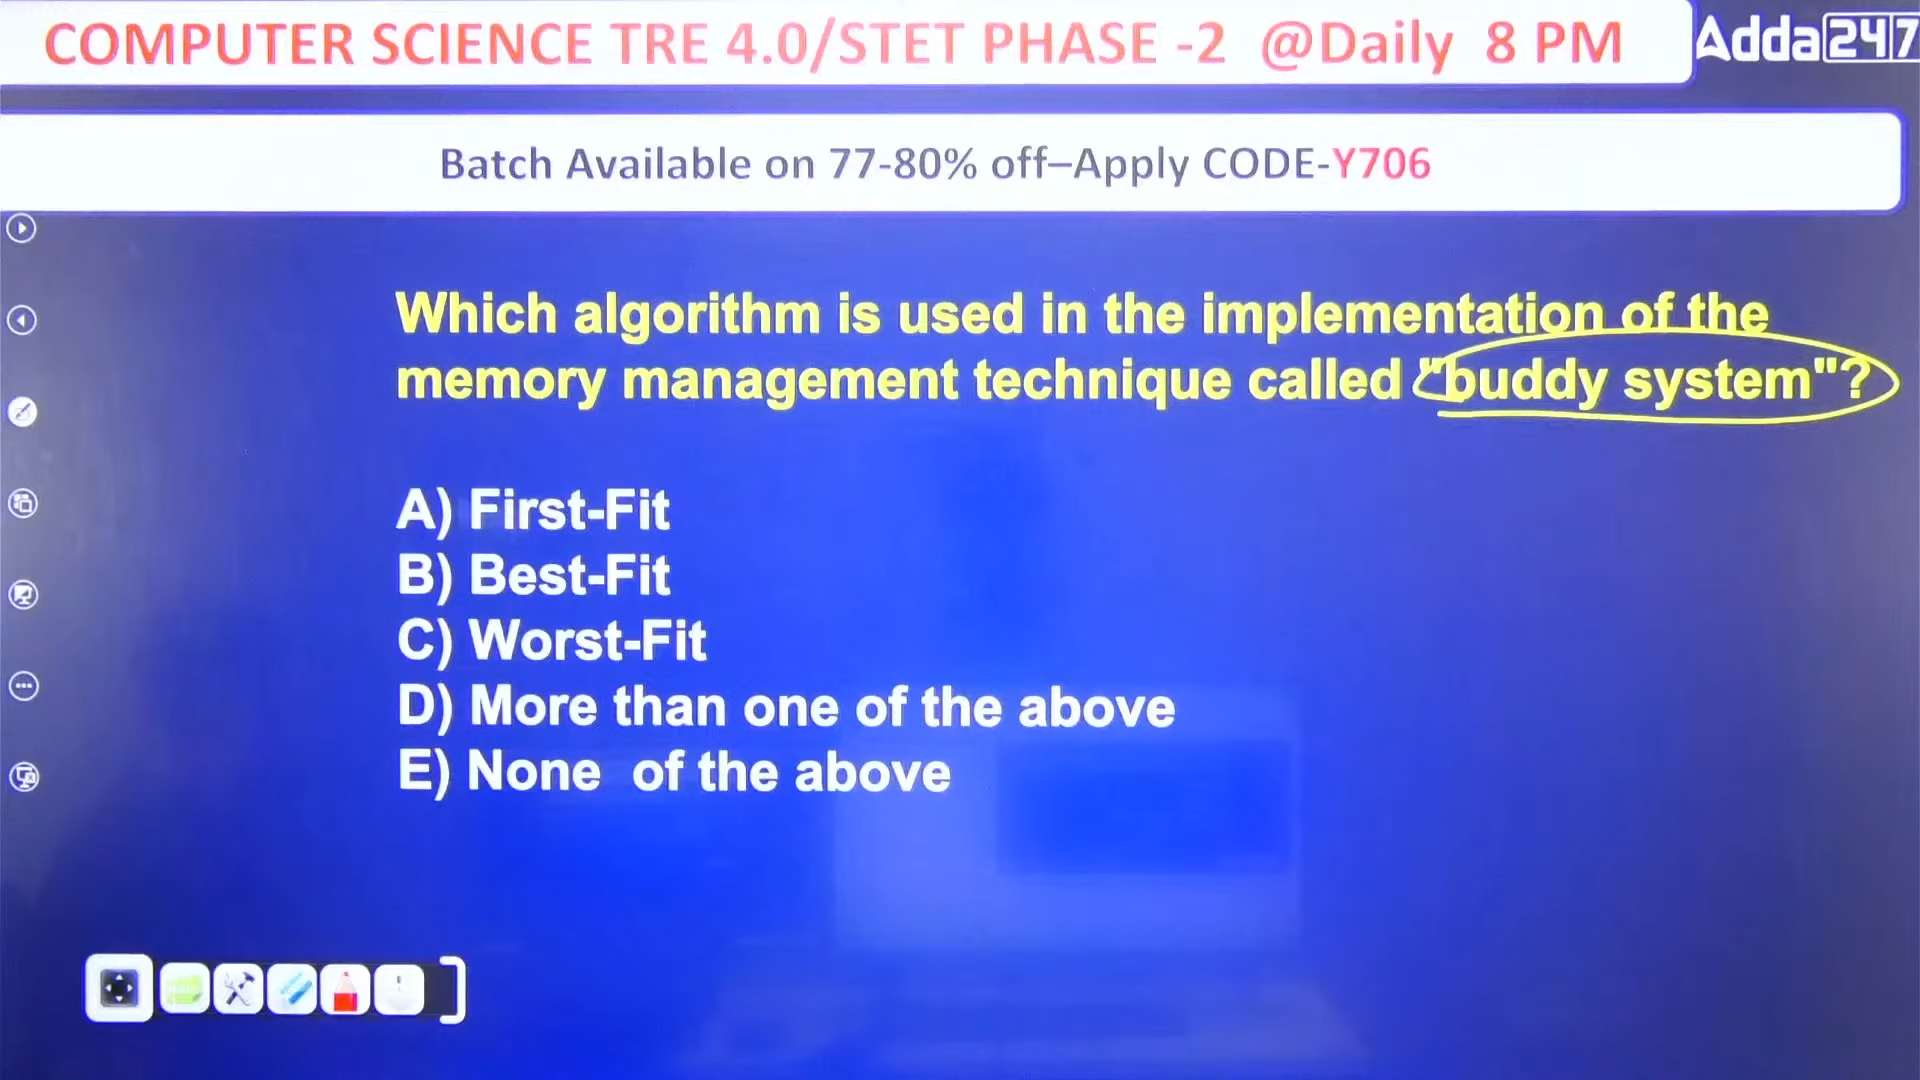 COMPUTER SCIENCE TRE 4.0/STET PHASE -2 @Daily 8 PM
Adda247
Batch Available on 77-80% off–Apply CODE-Y706
Which algorithm is used in the implementation of the
memory management technique called "buddy system"?
A) First-Fit
B) Best-Fit
C) Worst-Fit
D) More than one of the above
E) None of the above